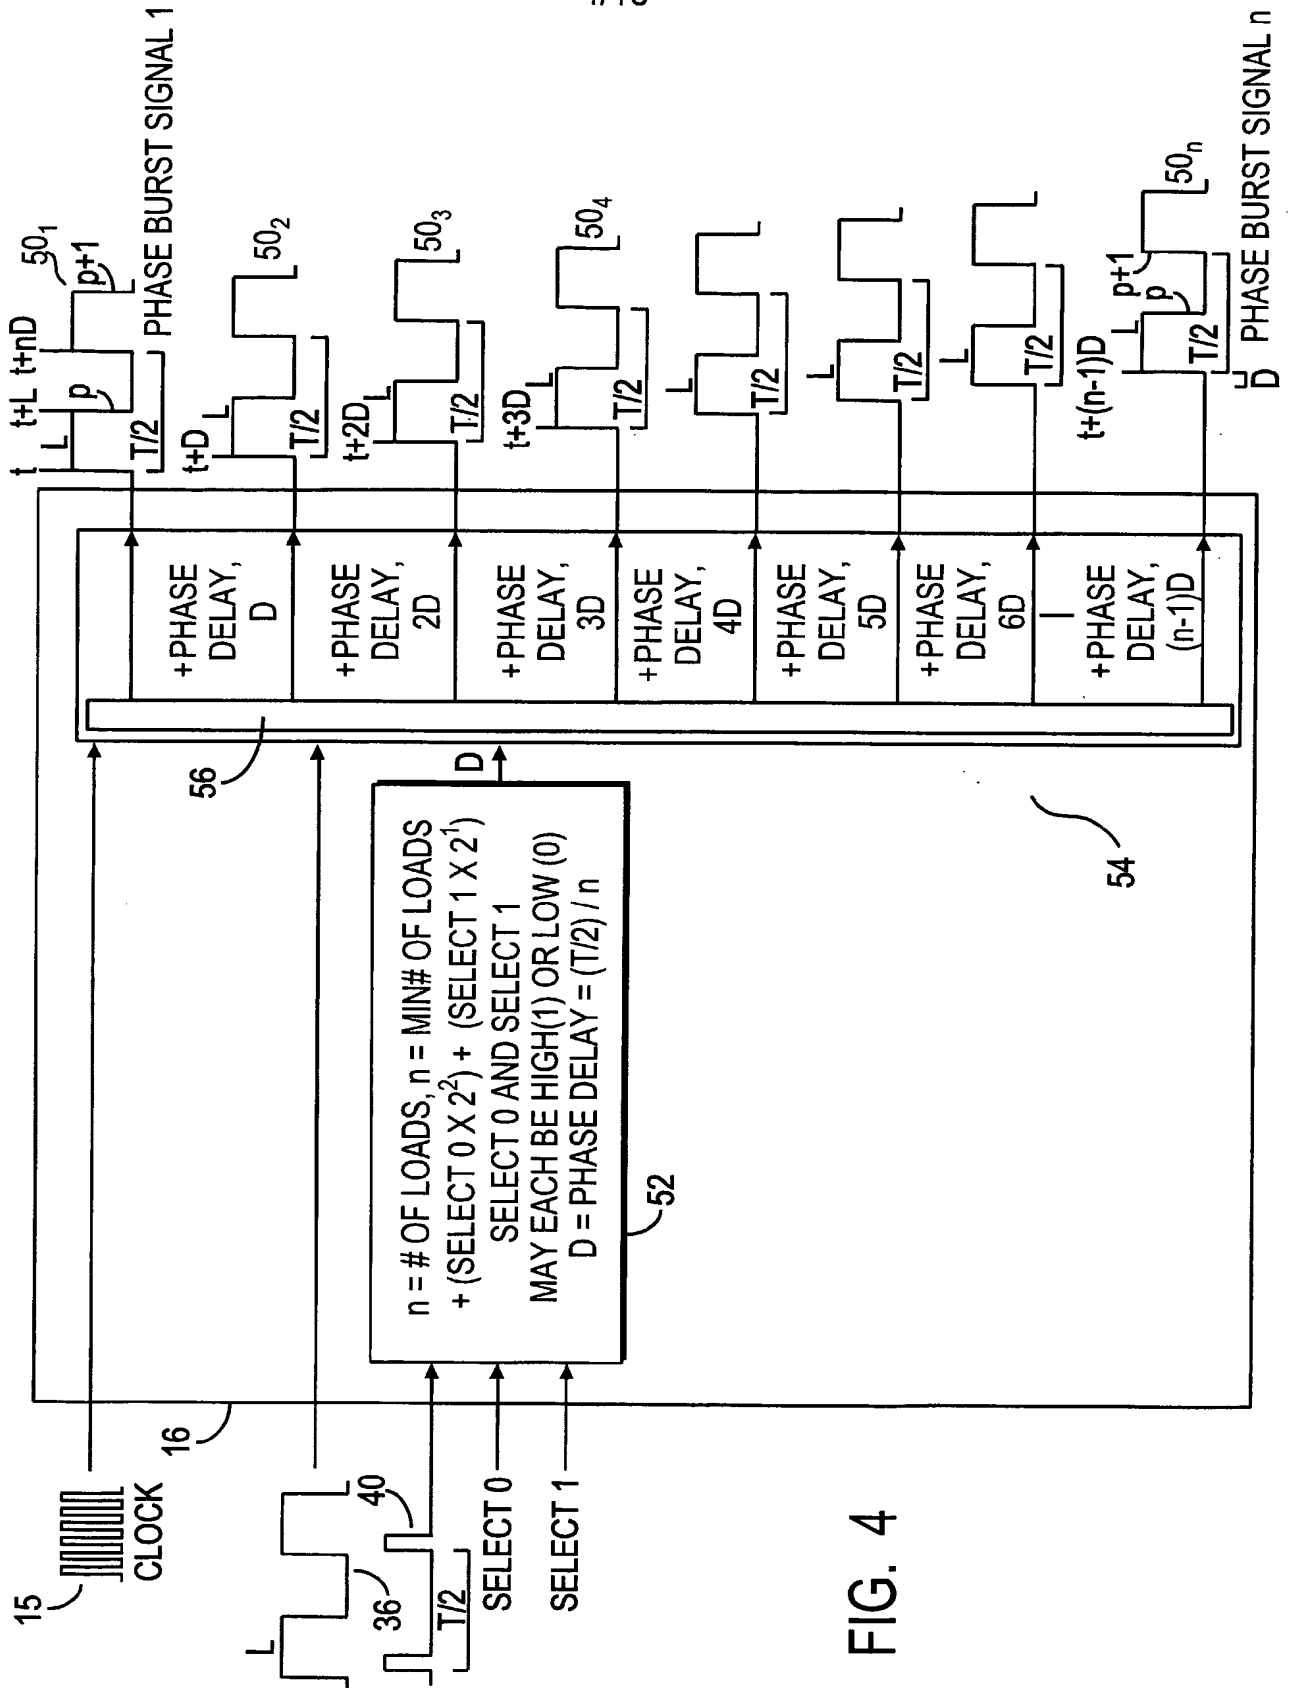 15
CLOCK
L
36
40
T/2
SELECT 0
SELECT 1
16
n = # OF LOADS, n = MIN# OF LOADS
+ (SELECT 0 X 2²) + (SELECT 1 X 2¹)
SELECT 0 AND SELECT 1
MAY EACH BE HIGH(1) OR LOW (0)
D = PHASE DELAY = (T/2) / n
52
D
56
54
+PHASE
DELAY,
D
+PHASE
DELAY,
2D
+PHASE
DELAY,
3D
+PHASE
DELAY,
4D
+PHASE
DELAY,
5D
+PHASE
DELAY,
6D
+PHASE
DELAY,
(n-1)D
t
t+L
t+nD
50₁
L
p
p+1
T/2
PHASE BURST SIGNAL 1
t+D
L
T/2
50₂
t+2D
L
T/2
50₃
t+3D
L
T/2
50₄
L
T/2
L
T/2
L
T/2
t+(n-1)D
L
p
p+1
T/2
50ₙ
D
PHASE BURST SIGNAL n
FIG. 4